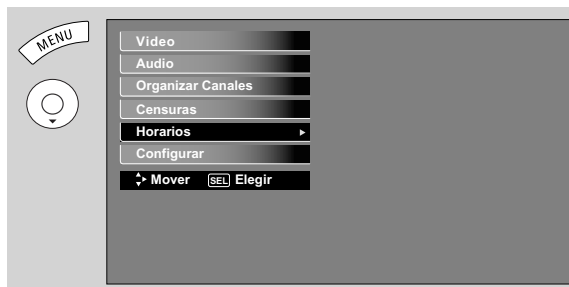 MENU
Video
Audio
Organizar Canales
Censuras
Horarios
Configurar
Mover SEL Elegir